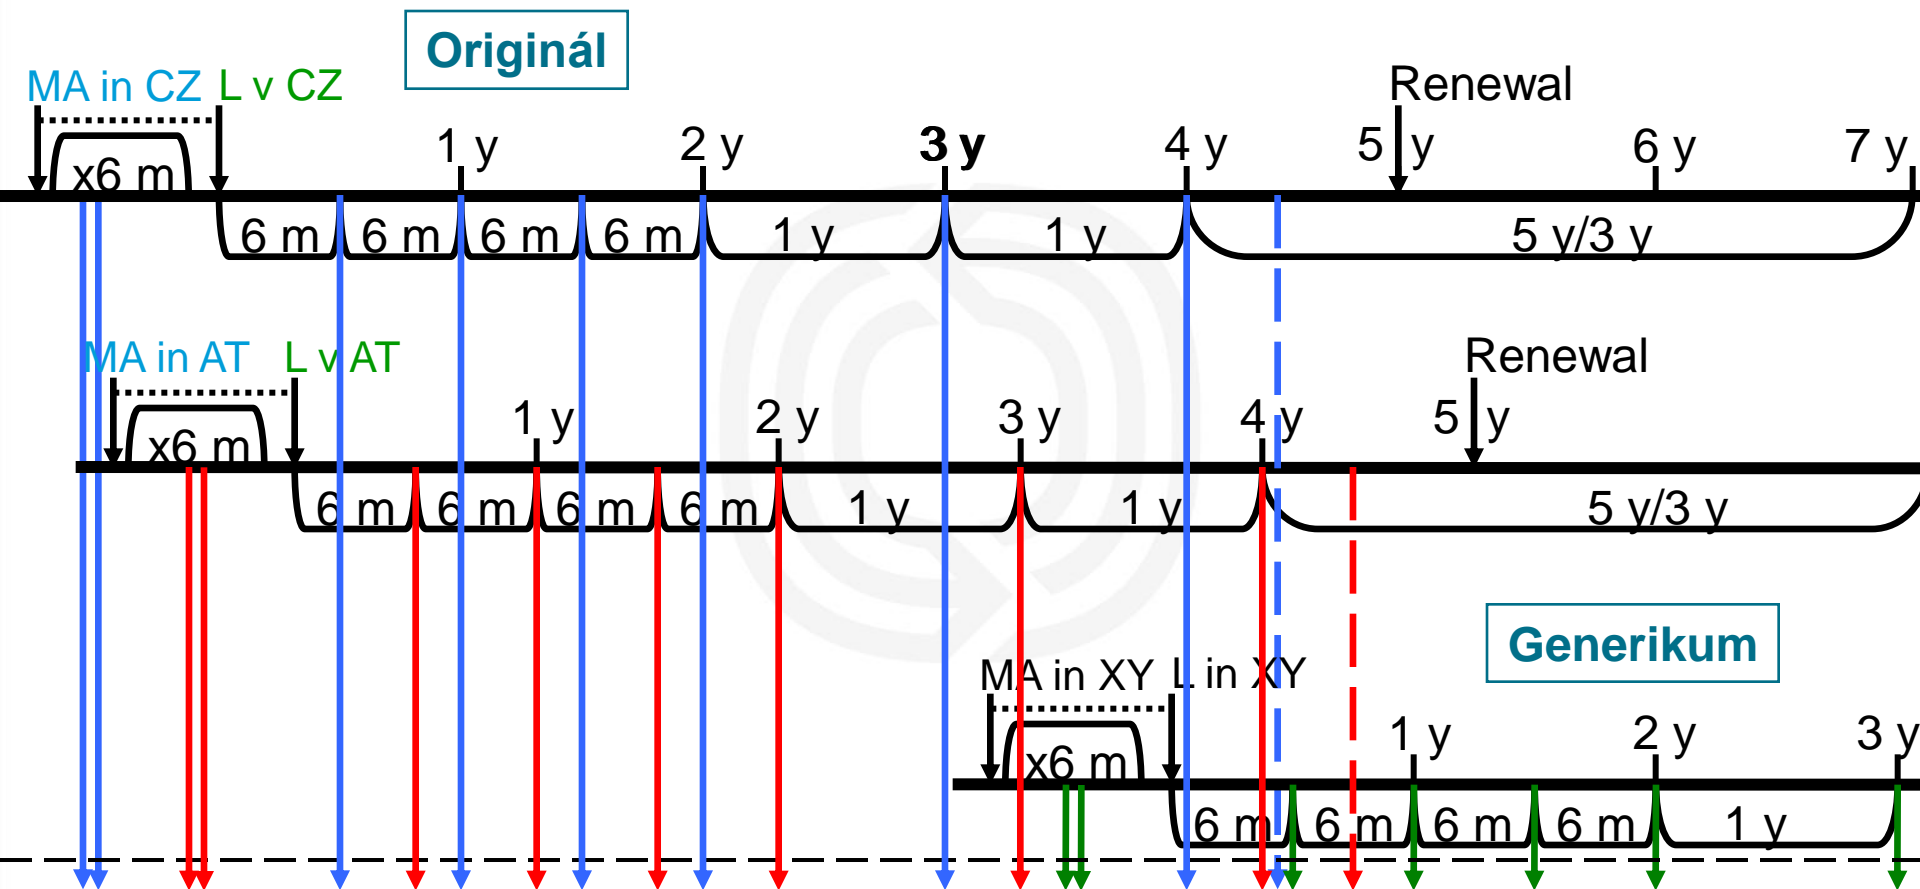 Originál
MA in CZ L v CZ
Renewal
1 y 2 y 3 y 4 y 5 y 6 y 7 y
x6 m
6 m 6 m 6 m 6 m 1 y 1 y 5 y/3 y
MA in AT L v AT
Renewal
1 y 2 y 3 y 4 y 5 y
x6 m
6 m 6 m 6 m 6 m 1 y 1 y 5 y/3 y
Generikum
MA in XY L in XY
1 y 2 y 3 y
x6 m
6 m 6 m 6 m 6 m 1 y